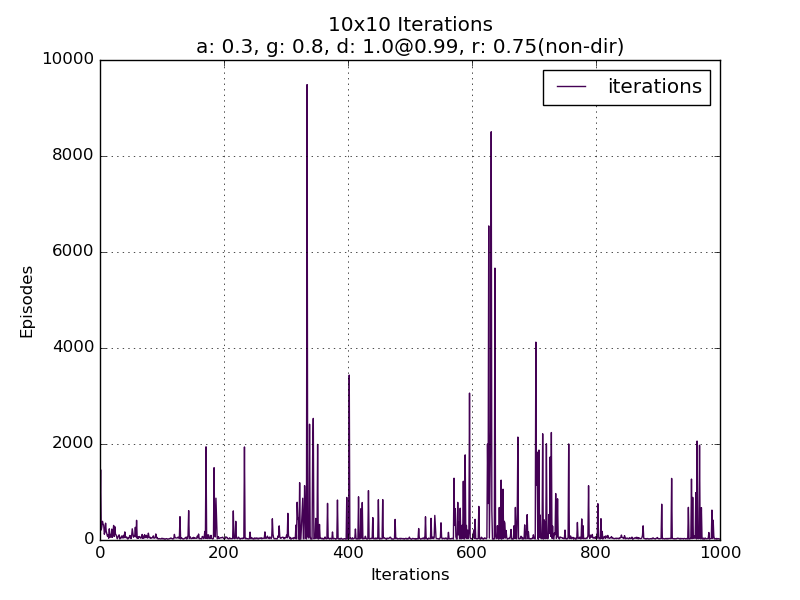 10x10 Iterations
a: 0.3, g: 0.8, d: 1.0@0.99, r: 0.75(non-dir)
iterations
10000
8000
6000
4000
2000
0
Episodes
0 200 400 600 800 1000
Iterations